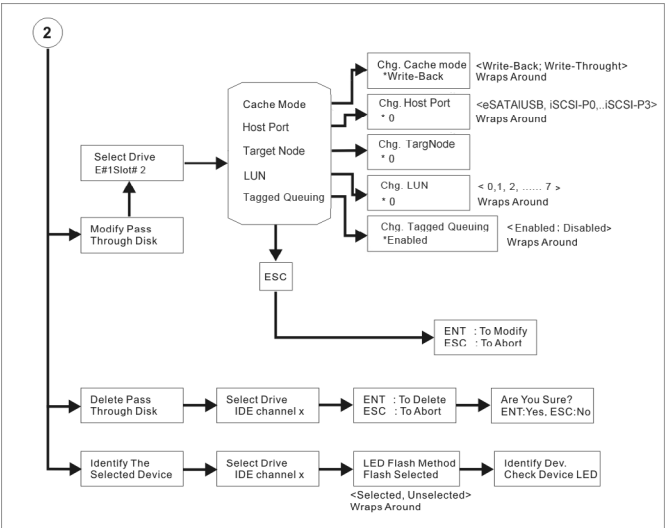 2
Chg. Cache mode
*Write-Back
<Write-Back; Write-Throught>
Wraps Around
Cache Mode
Host Port
Target Node
LUN
Tagged Queuing
Chg. Host Port
* 0
<eSATAIUSB, iSCSI-P0,..iSCSI-P3>
Wraps Around
Select Drive
E#1Slot# 2
Chg. TargNode
* 0
Chg. LUN
* 0
< 0,1, 2, ...... 7 >
Wraps Around
Modify Pass
Through Disk
Chg. Tagged Queuing
*Enabled
<Enabled; Disabled>
Wraps Around
ESC
ENT : To Modify
ESC : To Abort
Delete Pass
Through Disk
Select Drive
IDE channel x
ENT : To Delete
ESC : To Abort
Are You Sure?
ENT:Yes, ESC:No
Identify The
Selected Device
Select Drive
IDE channel x
LED Flash Method
Flash Selected
Identify Dev.
Check Device LED
<Selected, Unselected>
Wraps Around